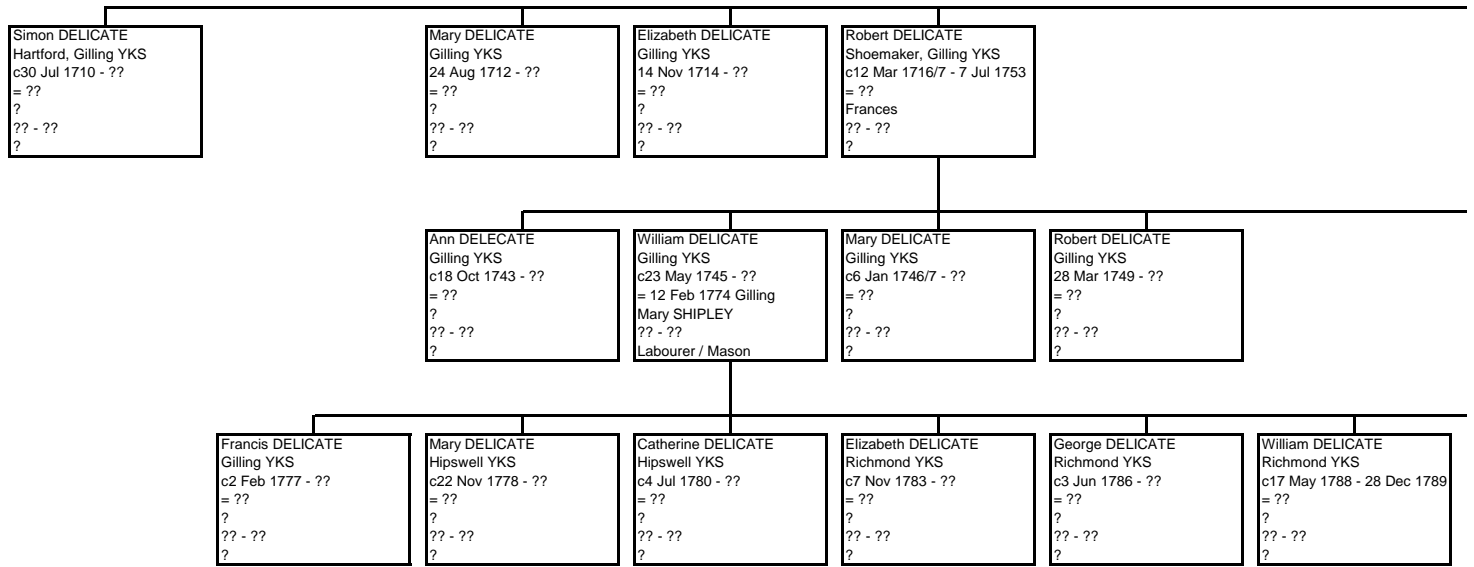 Simon DELICATE
Hartford, Gilling YKS
c30 Jul 1710 - ??
= ??
?
?? - ??
?
Mary DELICATE
Gilling YKS
24 Aug 1712 - ??
= ??
?
?? - ??
?
Elizabeth DELICATE
Gilling YKS
14 Nov 1714 - ??
= ??
?
?? - ??
?
Robert DELICATE
Shoemaker, Gilling YKS
c12 Mar 1716/7 - 7 Jul 1753
= ??
Frances
?? - ??
?
Ann DELECATE
Gilling YKS
c18 Oct 1743 - ??
= ??
?
?? - ??
?
William DELICATE
Gilling YKS
c23 May 1745 - ??
= 12 Feb 1774 Gilling
Mary SHIPLEY
?? - ??
Labourer / Mason
Mary DELICATE
Gilling YKS
c6 Jan 1746/7 - ??
= ??
?
?? - ??
?
Robert DELICATE
Gilling YKS
28 Mar 1749 - ??
= ??
?
?? - ??
?
Francis DELICATE
Gilling YKS
c2 Feb 1777 - ??
= ??
?
?? - ??
?
Mary DELICATE
Hipswell YKS
c22 Nov 1778 - ??
= ??
?
?? - ??
?
Catherine DELICATE
Hipswell YKS
c4 Jul 1780 - ??
= ??
?
?? - ??
?
Elizabeth DELICATE
Richmond YKS
c7 Nov 1783 - ??
= ??
?
?? - ??
?
George DELICATE
Richmond YKS
c3 Jun 1786 - ??
= ??
?
?? - ??
?
William DELICATE
Richmond YKS
c17 May 1788 - 28 Dec 1789
= ??
?
?? - ??
?